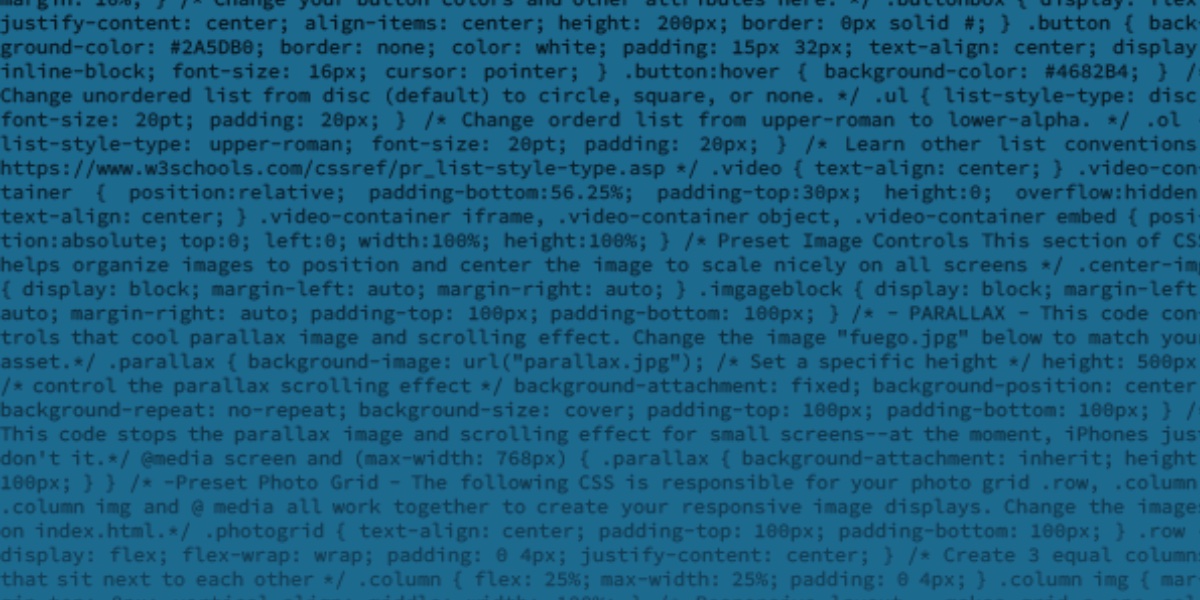 margin: 10%; } /* Change your button colors and other attributes here. */ .buttonbox { display: flex
justify-content: center; align-items: center; height: 200px; border: 0px solid #; } .button { back-
ground-color: #2A5DB0; border: none; color: white; padding: 15px 32px; text-align: center; display
inline-block; font-size: 16px; cursor: pointer; } .button:hover { background-color: #4682B4; } /
Change unordered list from disc (default) to circle, square, or none. */ .ul { list-style-type: disc
font-size: 20pt; padding: 20px; } /* Change orderd list from upper-roman to lower-alpha. */ .ol
list-style-type: upper-roman; font-size: 20pt; padding: 20px; } /* Learn other list conventions
https://www.w3schools.com/cssref/pr_list-style-type.asp */ .video { text-align: center; } .video-con
tainer { position:relative; padding-bottom:56.25%; padding-top:30px; height:0; overflow:hidden
text-align: center; } .video-container iframe, .video-container object, .video-container embed { posi
tion:absolute; top:0; left:0; width:100%; height:100%; } /* Preset Image Controls This section of CS
helps organize images to position and center the image to scale nicely on all screens */ .center-im
{ display: block; margin-left: auto; margin-right: auto; } .imgageblock { display: block; margin-left
auto; margin-right: auto; padding-top: 100px; padding-bottom: 100px; } /* - PARALLAX - This code con
trols that cool parallax image and scrolling effect. Change the image "fuego.jpg" below to match you
asset.*/ .parallax { background-image: url("parallax.jpg"); /* Set a specific height */ height: 500px
/* control the parallax scrolling effect */ background-attachment: fixed; background-position: center
background-repeat: no-repeat; background-size: cover; padding-top: 100px; padding-bottom: 100px; } /
This code stops the parallax image and scrolling effect for small screens--at the moment, iPhones jus
don't it.*/ @media screen and (max-width: 768px) { .parallax { background-attachment: inherit; height
100px; } } /* -Preset Photo Grid - The following CSS is responsible for your photo grid .row, .column
.column img and @ media all work together to create your responsive image displays. Change the images
on index.html.*/ .photogrid { text-align: center; padding-top: 100px; padding-bottom: 100px; } .row
display: flex; flex-wrap: wrap; padding: 0 4px; justify-content: center; } /* Create 3 equal column
that sit next to each other */ .column { flex: 25%; max-width: 25%; padding: 0 4px; } .column img { mar